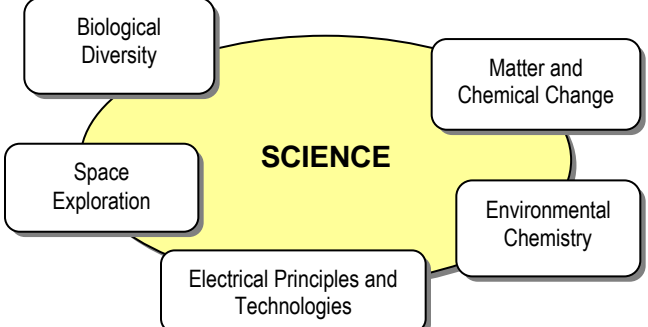 Biological
Diversity
Matter and
Chemical Change
SCIENCE
Space
Exploration
Environmental
Chemistry
Electrical Principles and
Technologies